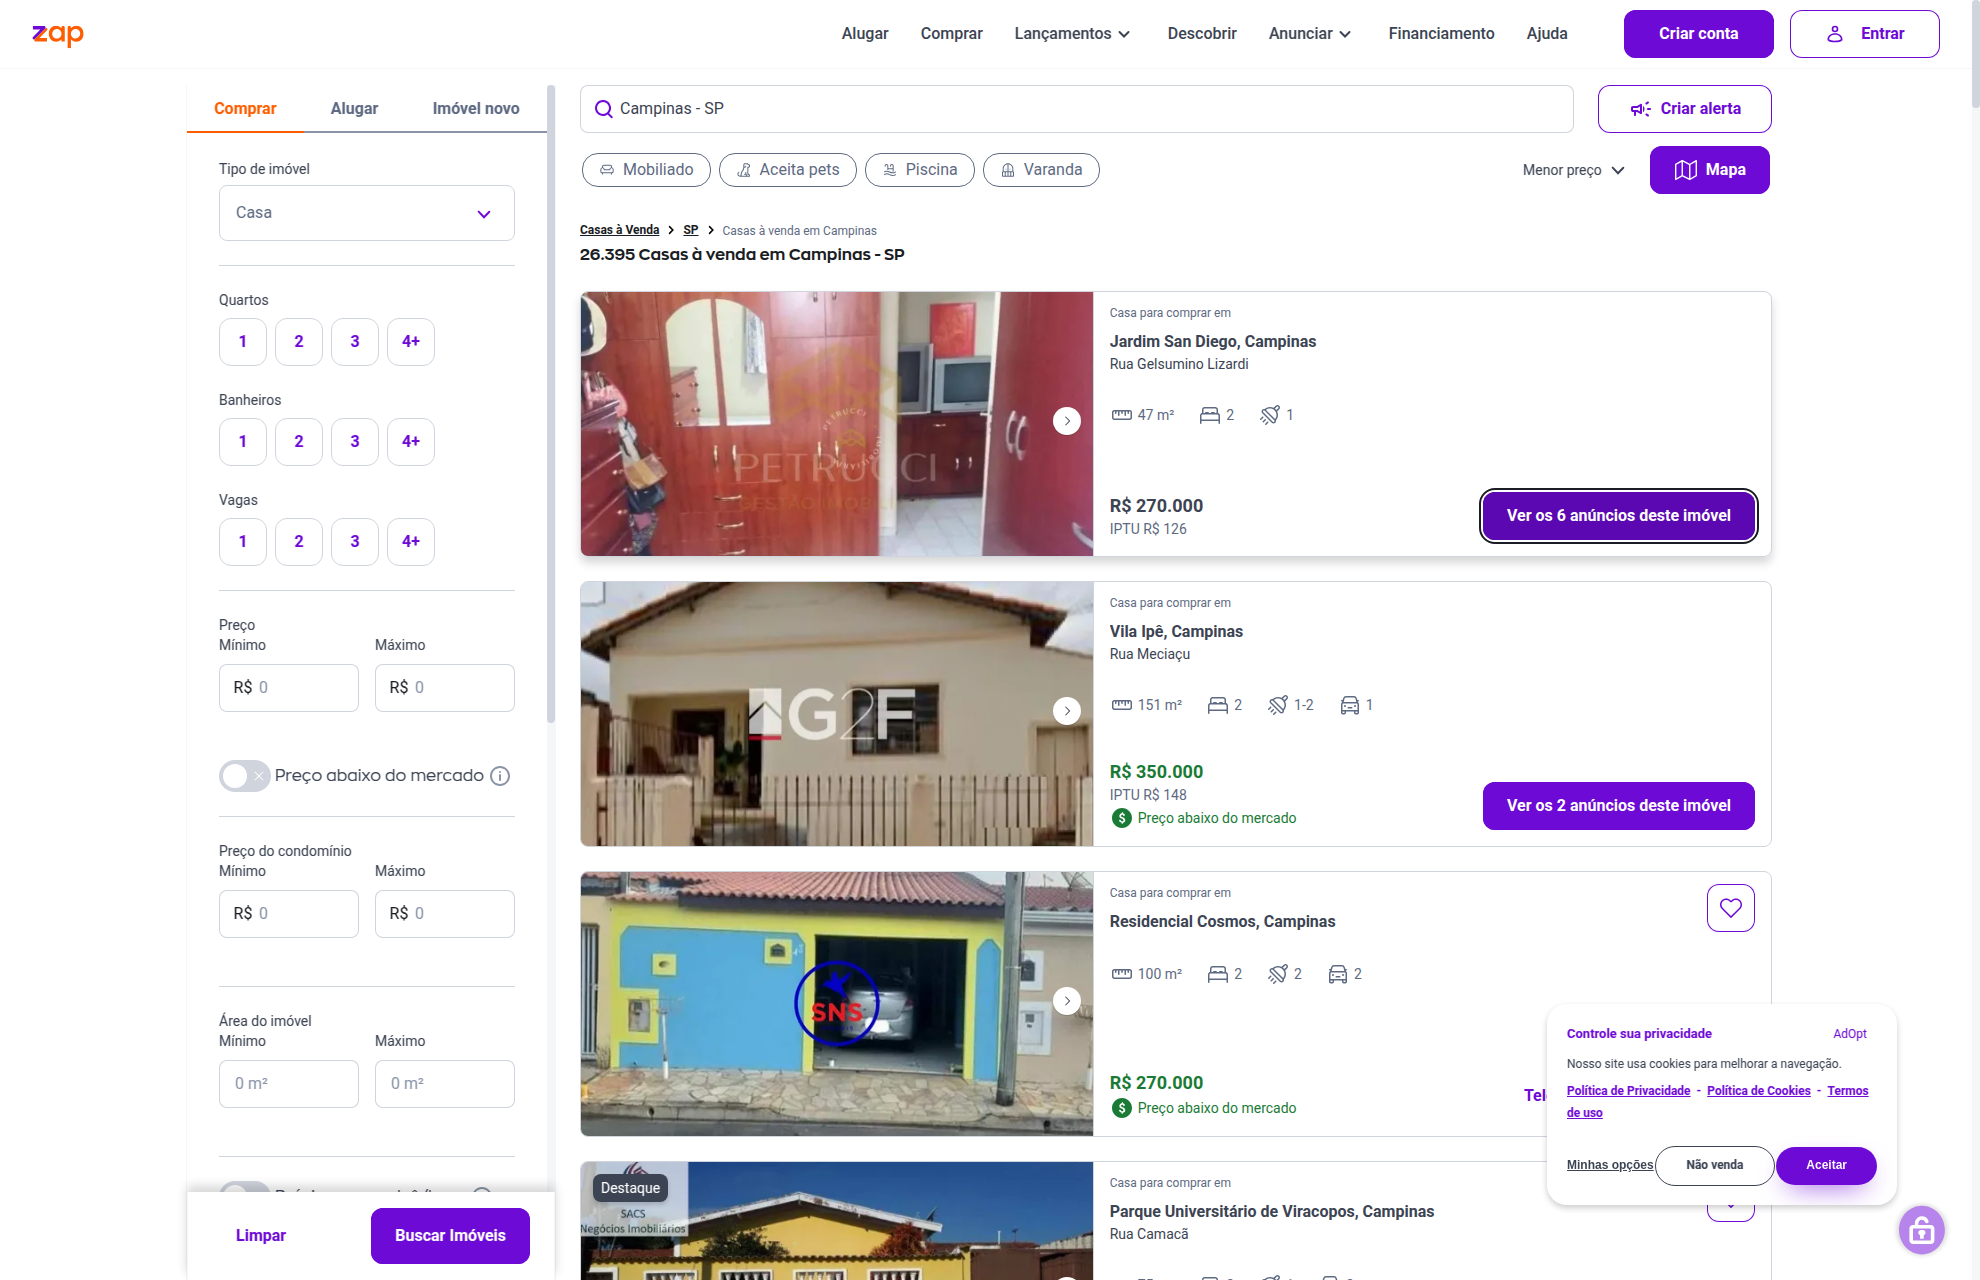 zap
Alugar
Comprar
Lançamentos
Descobrir
Anunciar
Financiamento
Ajuda
Criar conta
Entrar
Comprar
Alugar
Imóvel novo
Tipo de imóvel
Casa
Quartos
1 2 3 4+
Banheiros
1 2 3 4+
Vagas
1 2 3 4+
Preço
Mínimo Máximo
R$ 0 R$ 0
Preço abaixo do mercado
Preço do condomínio
Mínimo Máximo
R$ 0 R$ 0
Área do imóvel
Mínimo Máximo
0 m² 0 m²
Limpar
Buscar Imóveis
Campinas - SP
Criar alerta
Mobiliado
Aceita pets
Piscina
Varanda
Menor preço
Mapa
Casas à Venda > SP > Casas à venda em Campinas
26.395 Casas à venda em Campinas - SP
PETRUCCI
PETRUCCI
Casa para comprar em
Jardim San Diego, Campinas
Rua Gelsumino Lizardi
47 m² 2 1
R$ 270.000
IPTU R$ 126
Ver os 6 anúncios deste imóvel
G2F
Casa para comprar em
Vila Ipê, Campinas
Rua Meciaçu
151 m² 2 1-2 1
R$ 350.000
IPTU R$ 148
Preço abaixo do mercado
Ver os 2 anúncios deste imóvel
SNS
Casa para comprar em
Residencial Cosmos, Campinas
100 m² 2 2 2
R$ 270.000
Preço abaixo do mercado
Destaque
SACS
Negócios Imobiliários
Casa para comprar em
Parque Universitário de Viracopos, Campinas
Rua Camacã
Controle sua privacidade
AdOpt
Nosso site usa cookies para melhorar a navegação.
Política de Privacidade - Política de Cookies - Termos
de uso
Minhas opções
Não venda
Aceitar